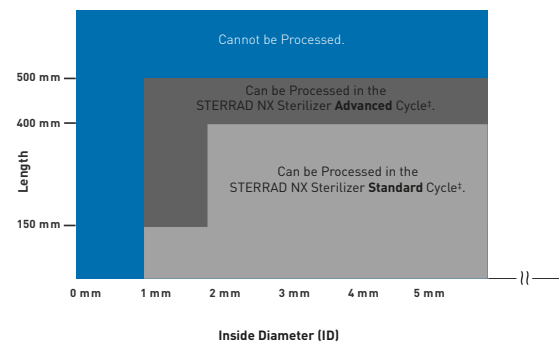 Cannot be Processed.
500 mm
Can be Processed in the
STERRAD NX Sterilizer Advanced Cycle‡.
400 mm
Length
Can be Processed in the
STERRAD NX Sterilizer Standard Cycle‡.
150 mm
0 mm 1 mm 2 mm 3 mm 4 mm 5 mm
Inside Diameter (ID)